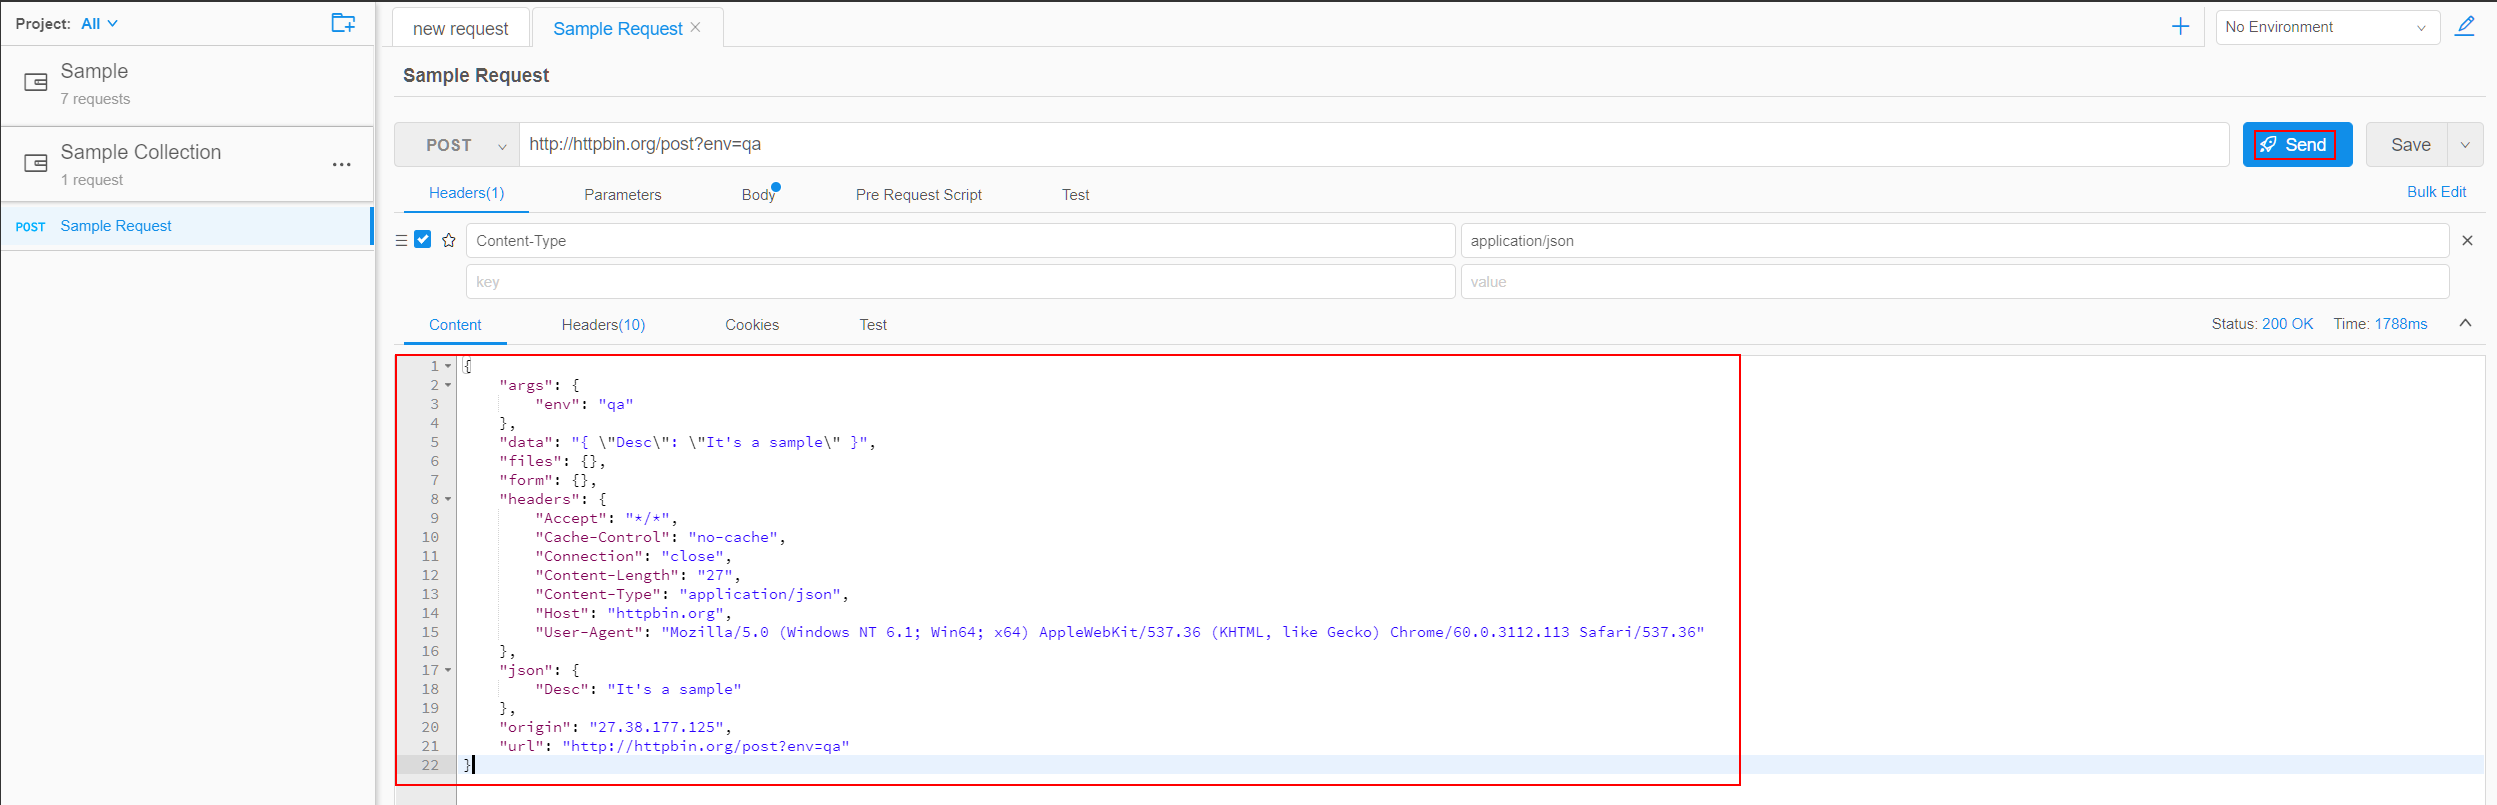 Project: All
Sample
7 requests
Sample Collection
1 request
POST Sample Request
new request
Sample Request
No Environment
Sample Request
POST
http://httpbin.org/post?env=qa
Send
Save
Headers(1)
Parameters
Body
Pre Request Script
Test
Bulk Edit
Content-Type
application/json
key
value
Content
Headers(10)
Cookies
Test
Status: 200 OK
Time: 1788ms
1 {
2 "args": {
3 "env": "qa"
4 },
5 "data": "{ \"Desc\": \"It's a sample\" }",
6 "files": {},
7 "form": {},
8 "headers": {
9 "Accept": "*/*",
10 "Cache-Control": "no-cache",
11 "Connection": "close",
12 "Content-Length": "27",
13 "Content-Type": "application/json",
14 "Host": "httpbin.org",
15 "User-Agent": "Mozilla/5.0 (Windows NT 6.1; Win64; x64) AppleWebKit/537.36 (KHTML, like Gecko) Chrome/60.0.3112.113 Safari/537.36"
16 },
17 "json": {
18 "Desc": "It's a sample"
19 },
20 "origin": "27.38.177.125",
21 "url": "http://httpbin.org/post?env=qa"
22 }